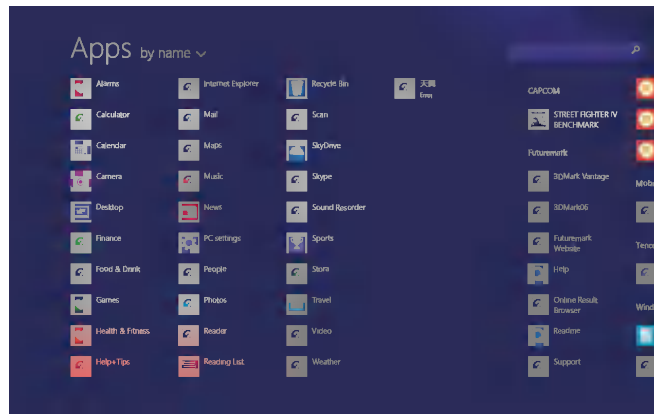 Apps by name
Alarms
Calculator
Calendar
Camera
Desktop
Finance
Food & Drink
Games
Health & Fitness
Help+Tips
Internet Explorer
Mail
Maps
Music
News
PC settings
People
Photos
Reader
Reading List
Recycle Bin
Scan
SkyDrive
Skype
Sound Recorder
Sports
Store
Travel
Video
Weather
CAPCOM
STREET FIGHTER IV
BENCHMARK
Futuremark
3DMark Vantage
3DMark06
Futuremark
Website
Help
Online Result
Browser
Readme
Support
Mob
Tenc
Wind